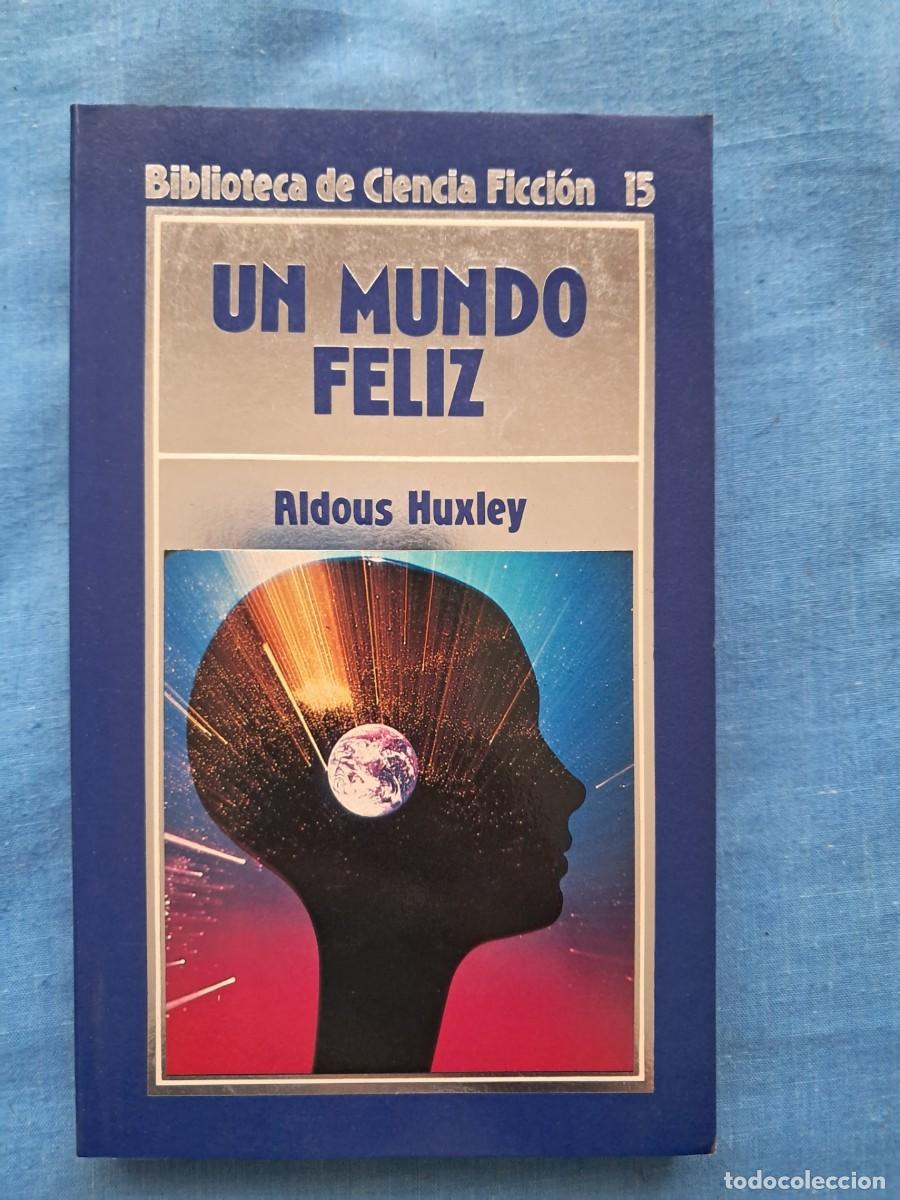 Biblioteca de Ciencia Ficción 15
UN MUNDO
FELIZ
Aldous Huxley
todocoleccion